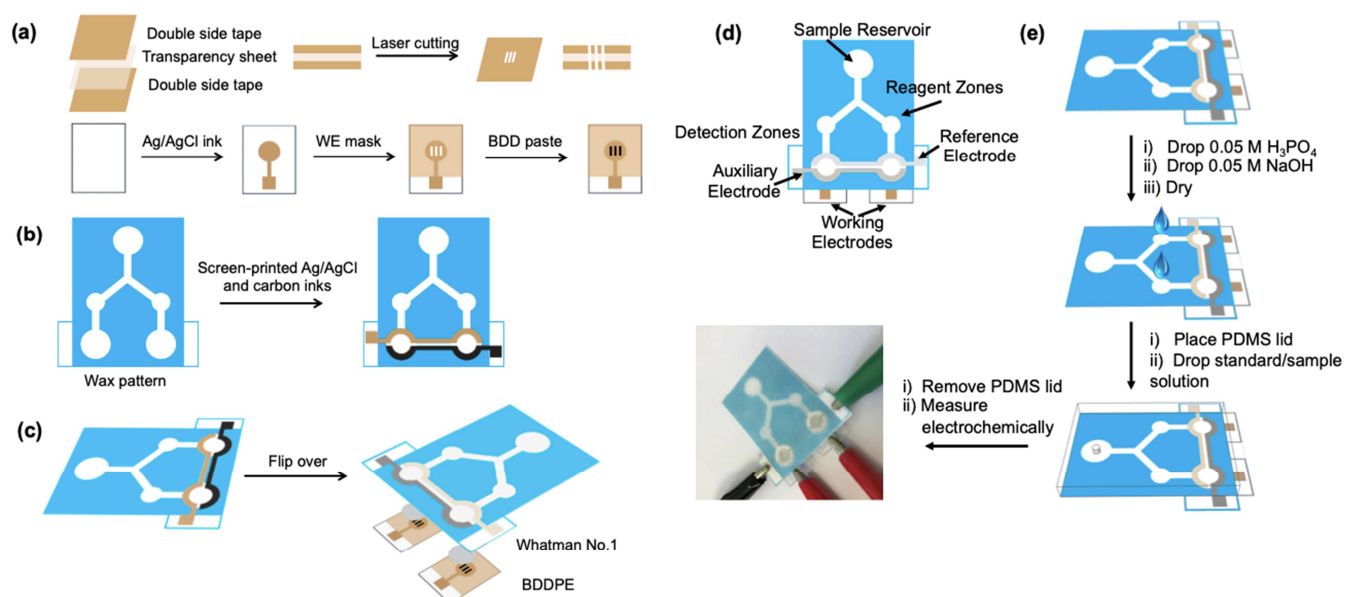 (a)
Double side tape
Transparency sheet
Double side tape
Laser cutting
Ag/AgCl ink
WE mask
BDD paste
(b)
Screen-printed Ag/AgCl
and carbon inks
Wax pattern
(c)
Flip over
Whatman No.1
BDDPE
(d)
Sample Reservoir
Reagent Zones
Detection Zones
Reference
Electrode
Auxiliary
Electrode
Working
Electrodes
(e)
i) Drop 0.05 M H₃PO₄
ii) Drop 0.05 M NaOH
iii) Dry
i) Place PDMS lid
ii) Drop standard/sample
solution
i) Remove PDMS lid
ii) Measure
electrochemically